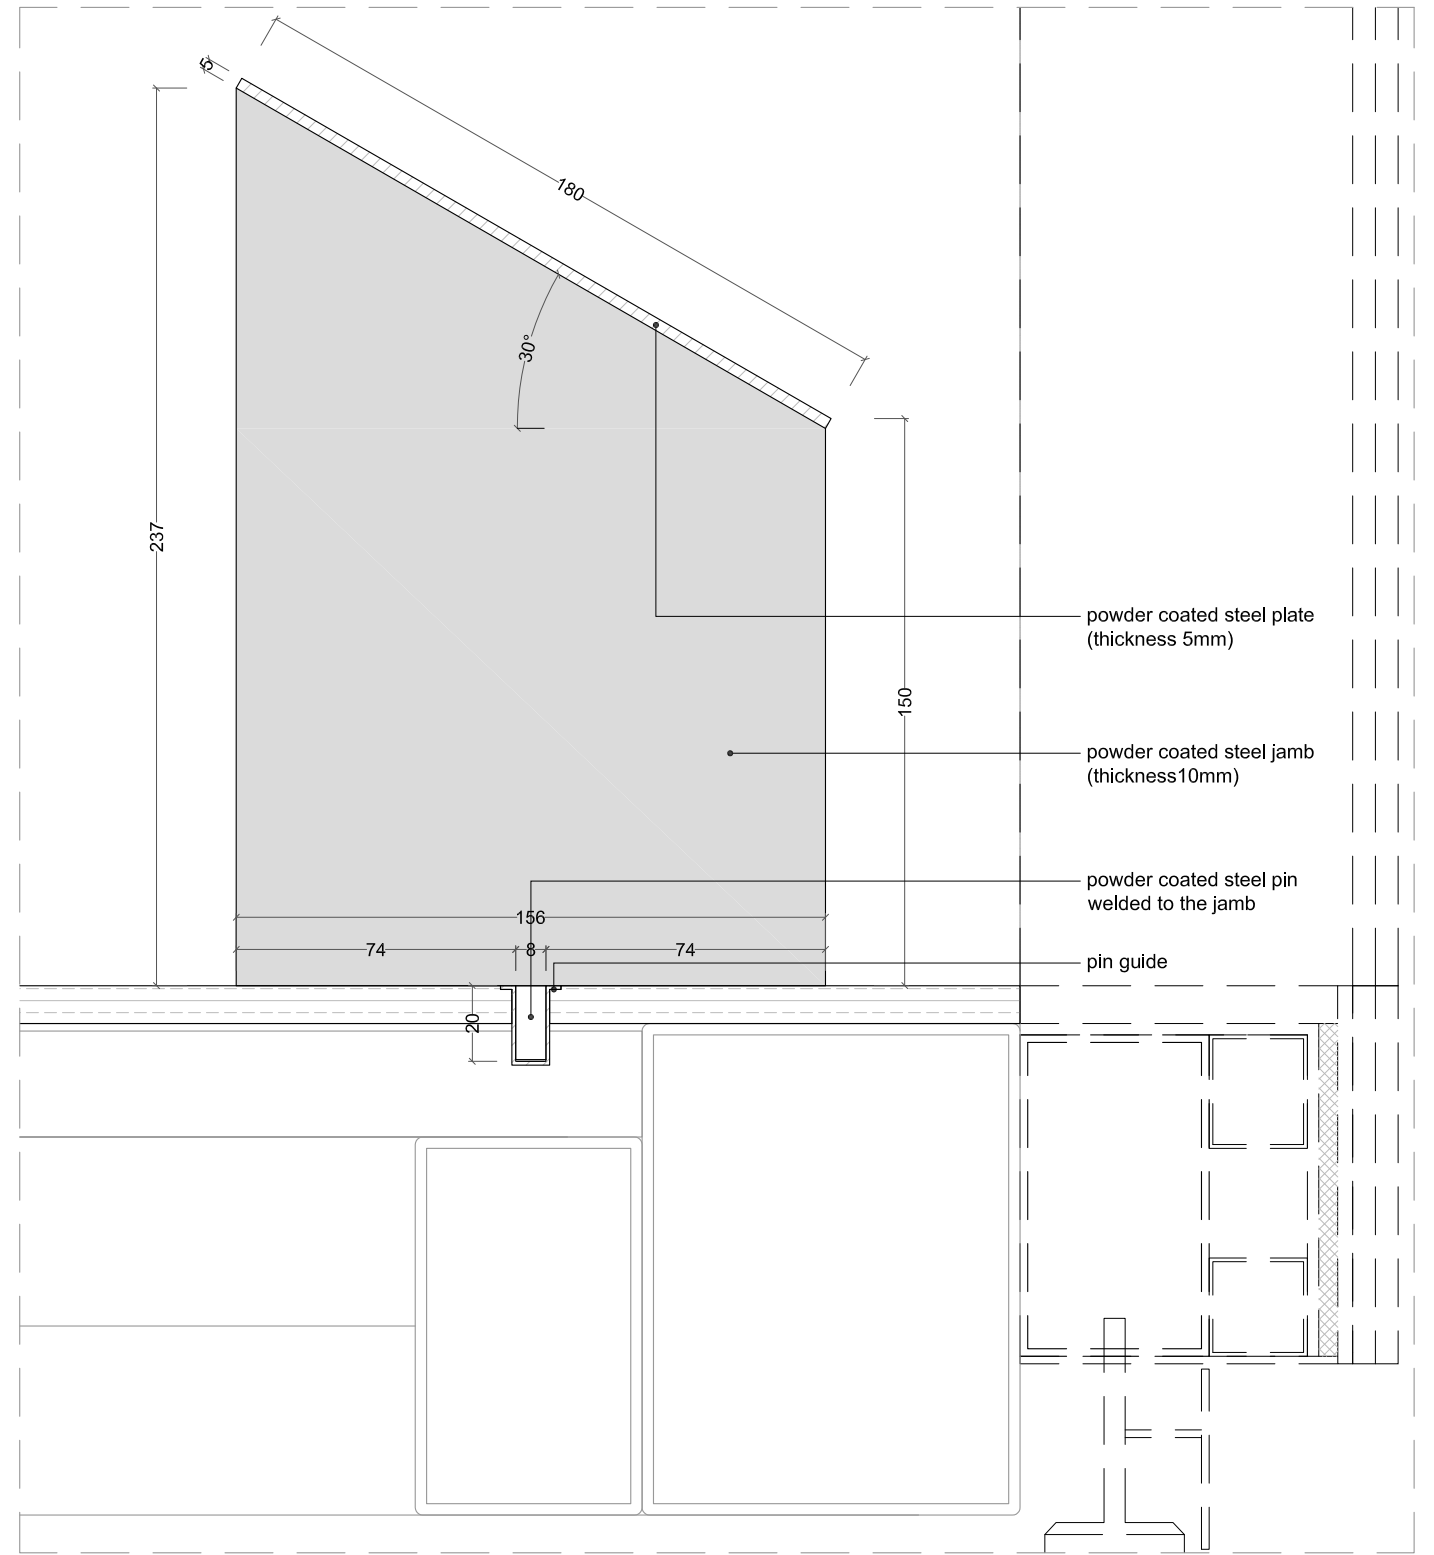 5
180
30°
237
powder coated steel plate
(thickness 5mm)
150
powder coated steel jamb
(thickness10mm)
powder coated steel pin
welded to the jamb
156
74 8 74
pin guide
20